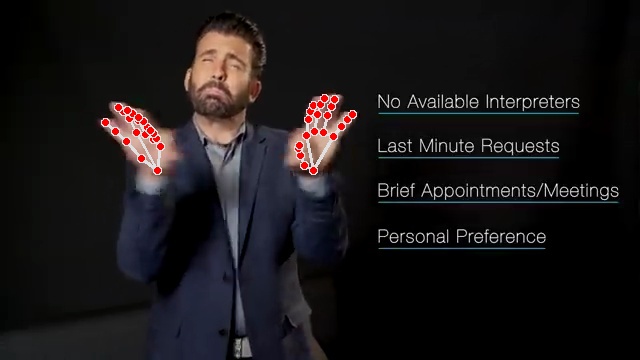 No Available Interpreters
Last Minute Requests
Brief Appointments/Meetings
Personal Preference